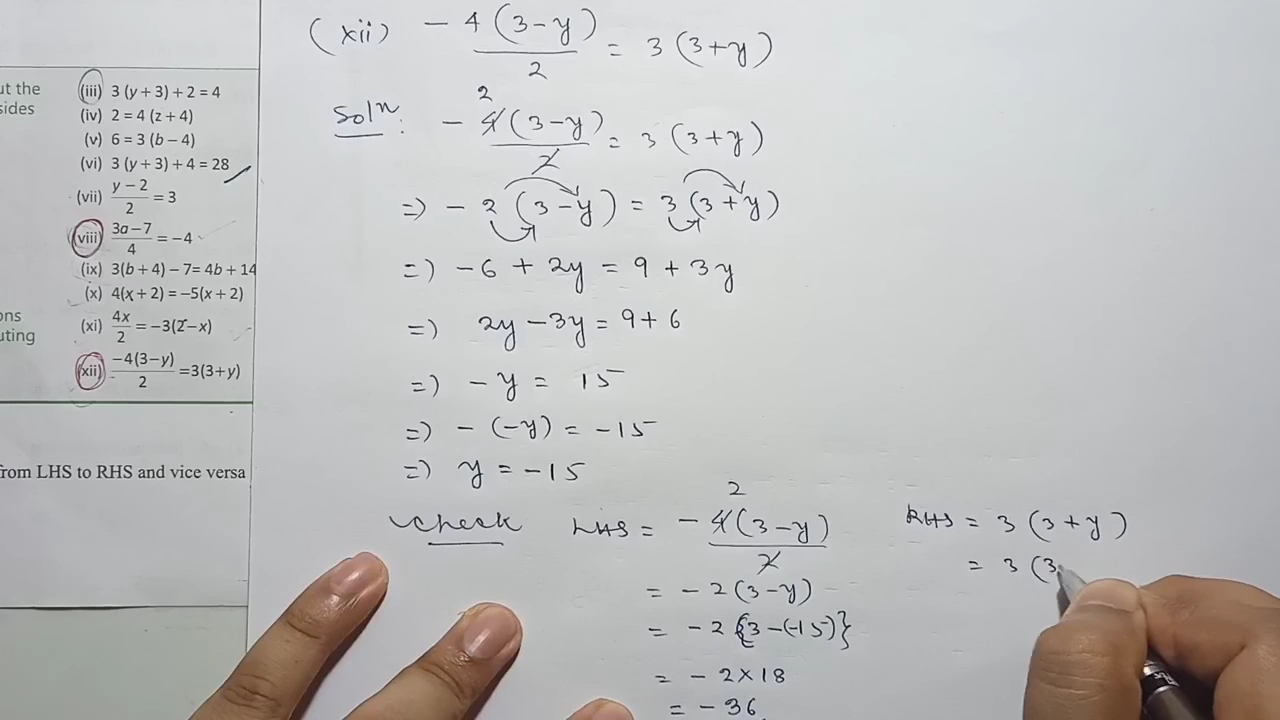 ut the
sides
(iii) 3 (y + 3) + 2 = 4
(iv) 2 = 4 (z + 4)
(v) 6 = 3 (b – 4)
(vi) 3 (y + 3) + 4 = 28
(vii) y – 2 / 2 = 3
(viii) 3a – 7 / 4 = –4
(ix) 3(b + 4) – 7= 4b + 14
(x) 4(x + 2) = –5(x + 2)
ons
uting
(xi) 4x / 2 = –3(2 – x)
(xii) –4(3 – y) / 2 =3(3 + y)
from LHS to RHS and vice versa
(xii) - 4 (3 - y) / 2 = 3 (3 + y)
Solⁿ : - 4 (3 - y) / 2 = 3 (3 + y)
2
=) - 2 (3 - y) = 3 (3 + y)
=) - 6 + 2y = 9 + 3y
=) 2y - 3y = 9 + 6
=) - y = 15
=) - (-y) = -15
=) y = -15
Check
LHS = - 4 (3 - y) / 2
2
= - 2 (3 - y)
= - 2 {3 - (-15)}
= - 2 × 18
= - 36
RHS = 3 (3 + y)
= 3 (3